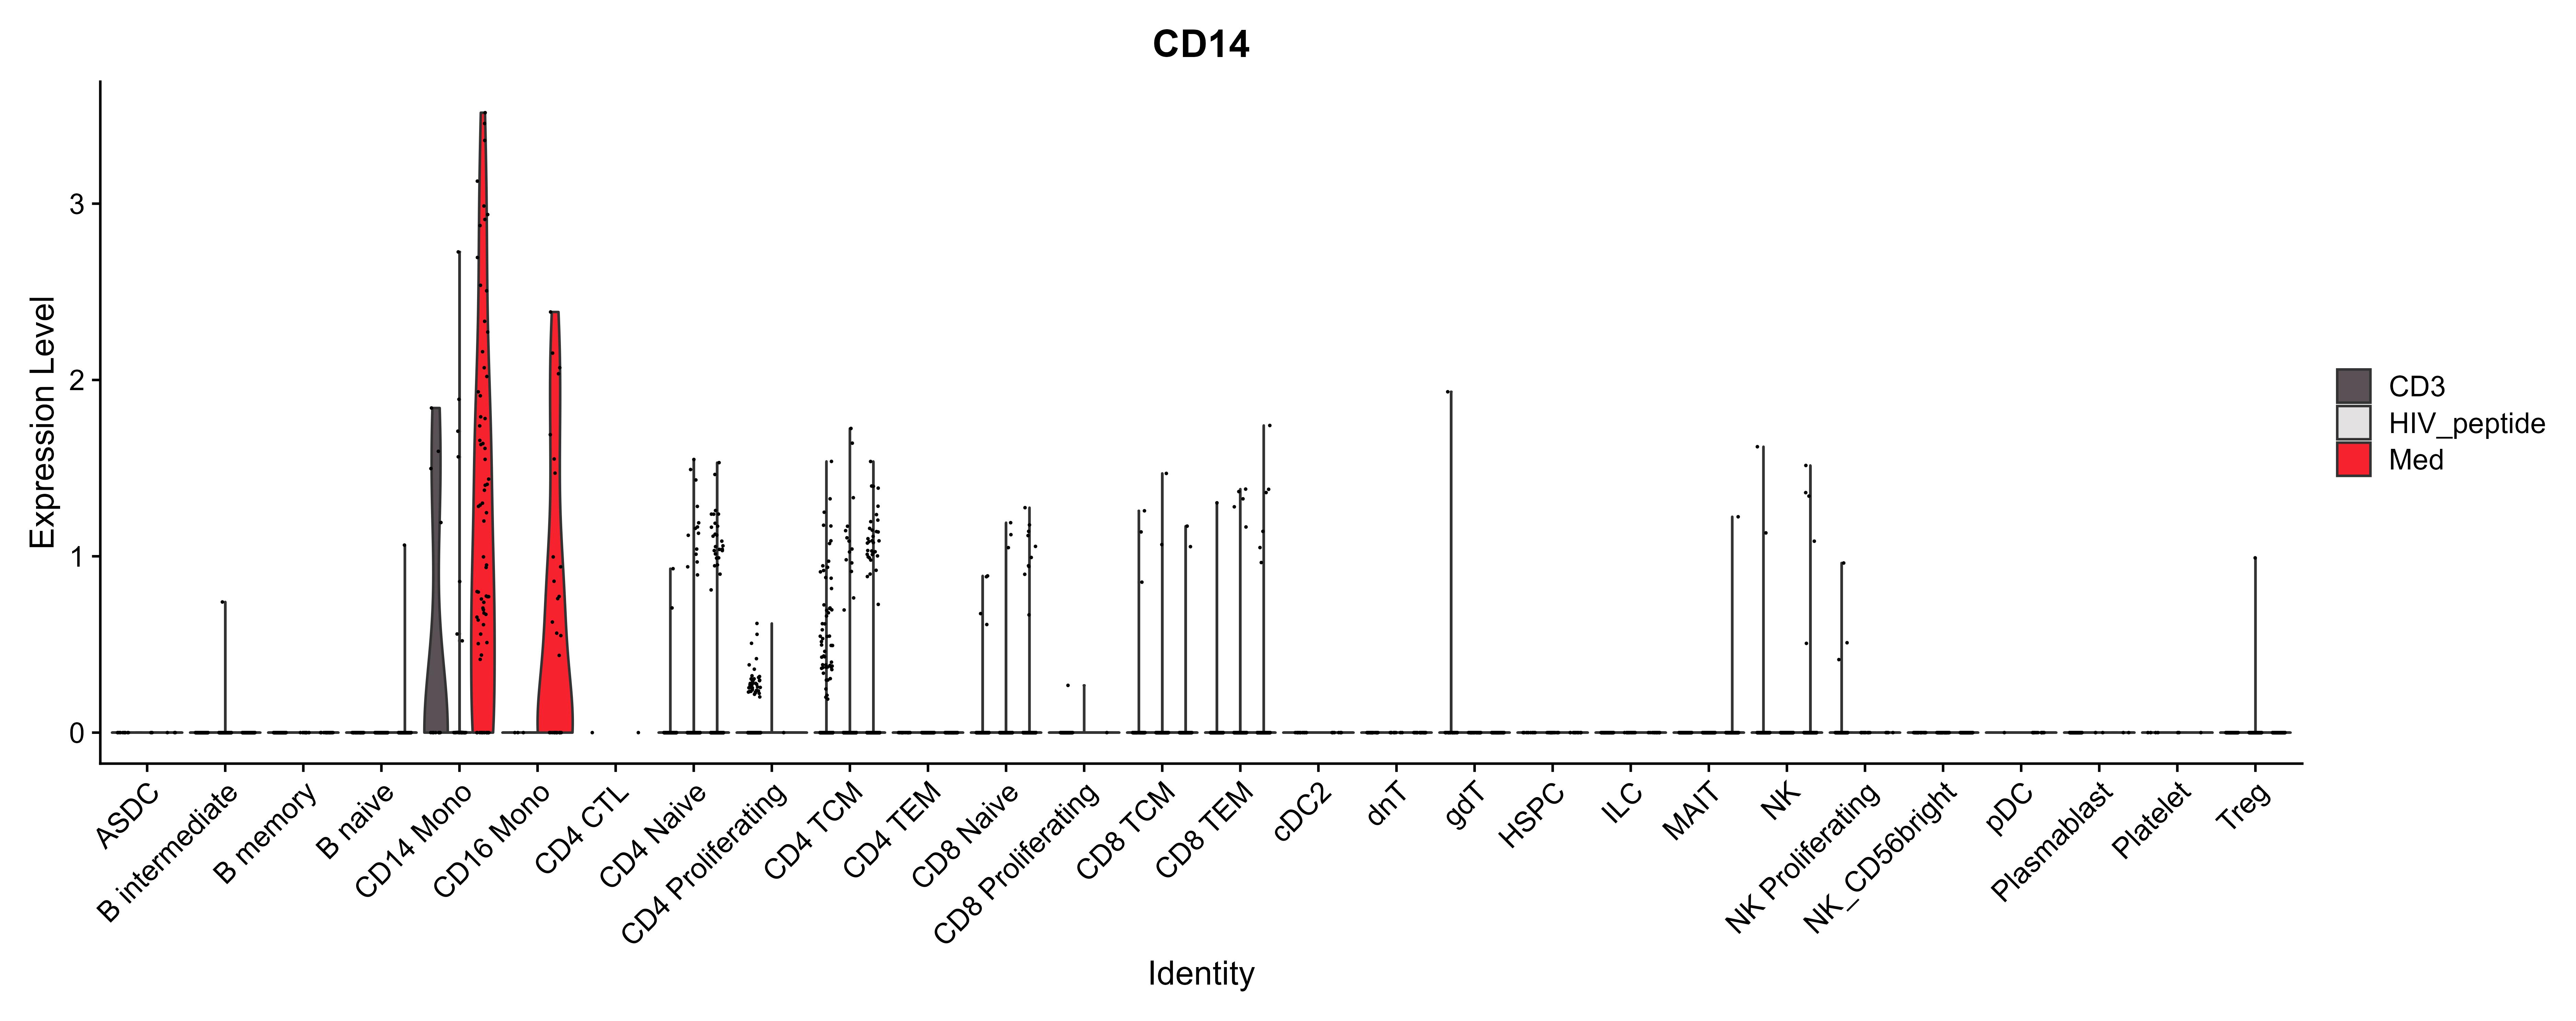 CD14
Expression Level
3
2
1
0
ASDC
B intermediate
B memory
B naive
CD14 Mono
CD16 Mono
CD4 CTL
CD4 Naive
CD4 Proliferating
CD4 TCM
CD4 TEM
CD8 Naive
CD8 Proliferating
CD8 TCM
CD8 TEM
cDC2
dnT
gdT
HSPC
ILC
MAIT
NK
NK Proliferating
NK_CD56bright
pDC
Plasmablast
Platelet
Treg
Identity
CD3
HIV_peptide
Med